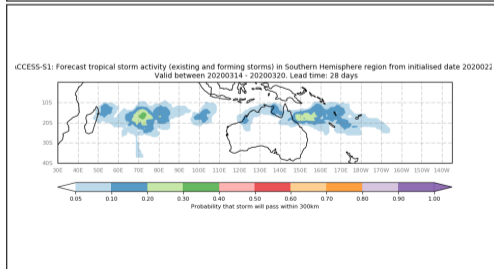 ACCESS-S1: Forecast tropical storm activity (existing and forming storms) in Southern Hemisphere region from initialised date 2020022
Valid between 20200314 - 20200320. Lead time: 28 days
10S
20S
30S
40S
30E 40E 50E 60E 70E 80E 90E 100E 110E 120E 130E 140E 150E 160E 170E 180W 170W 160W 150W 140W
0.05 0.10 0.20 0.30 0.40 0.50 0.60 0.70 0.80 0.90 1.00
Probability that storm will pass within 300km